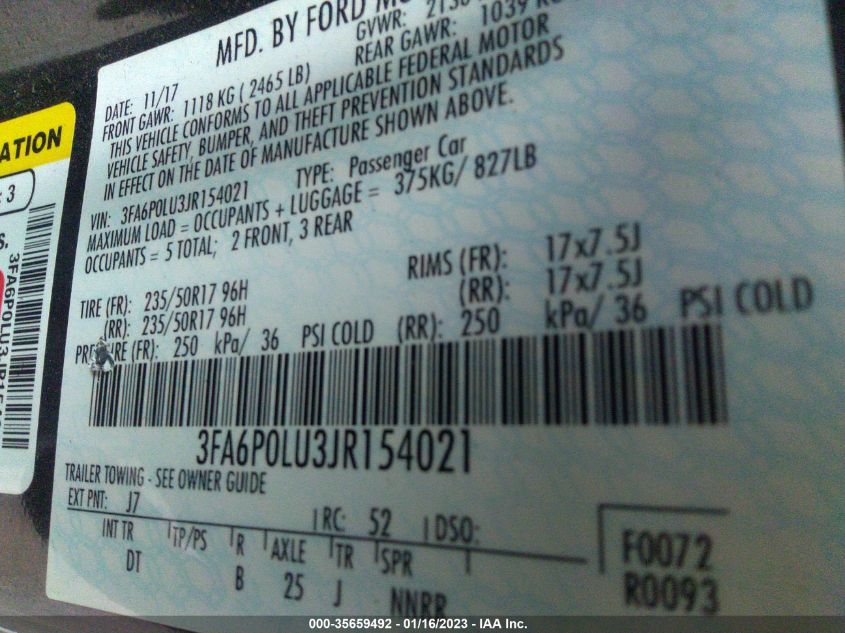 MFD. BY FORD
GVWR:
DATE: 11/17
REAR GAWR: 1039
FRONT GAWR: 1118 KG ( 2465 LB)
THIS VEHICLE CONFORMS TO ALL APPLICABLE FEDERAL MOTOR
VEHICLE SAFETY, BUMPER, AND THEFT PREVENTION STANDARDS
IN EFFECT ON THE DATE OF MANUFACTURE SHOWN ABOVE.
VIN: 3FA6P0LU3JR154021 TYPE: Passenger Car
MAXIMUM LOAD = OCCUPANTS + LUGGAGE = 375KG/ 827LB
OCCUPANTS = 5 TOTAL; 2 FRONT, 3 REAR
TIRE (FR): 235/50R17 96H RIMS (FR): 17x7.5J
(RR): 235/50R17 96H (RR): 17x7.5J
(FR): 250 kPa/ 36 PSI COLD (RR): 250 kPa/ 36 PSI COLD
3FA6P0LU3JR154021
TRAILER TOWING - SEE OWNER GUIDE
EXT PNT: J7 RC: 52 DSO:
INT TR TP/PS R AXLE TR SPR
DT B 25 J NNRR
F0072
R0093
ATION
: 3
S.
000-35659492 - 01/16/2023 - IAA Inc.